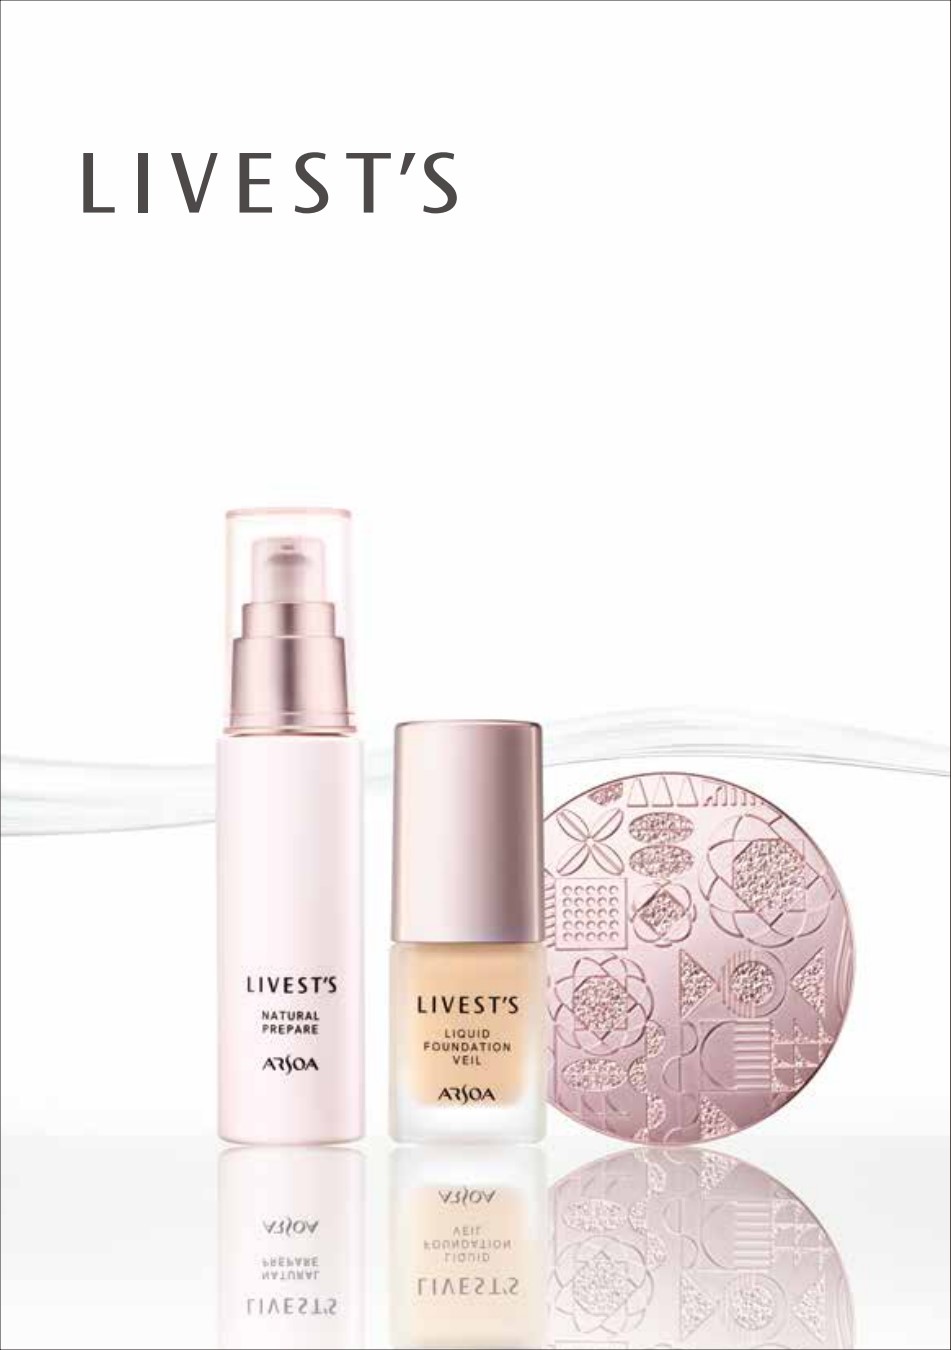 LIVEST'S
LIVEST'S
NATURAL
PREPARE
ARSOA
LIVEST'S
LIQUID
FOUNDATION
VEIL
ARSOA